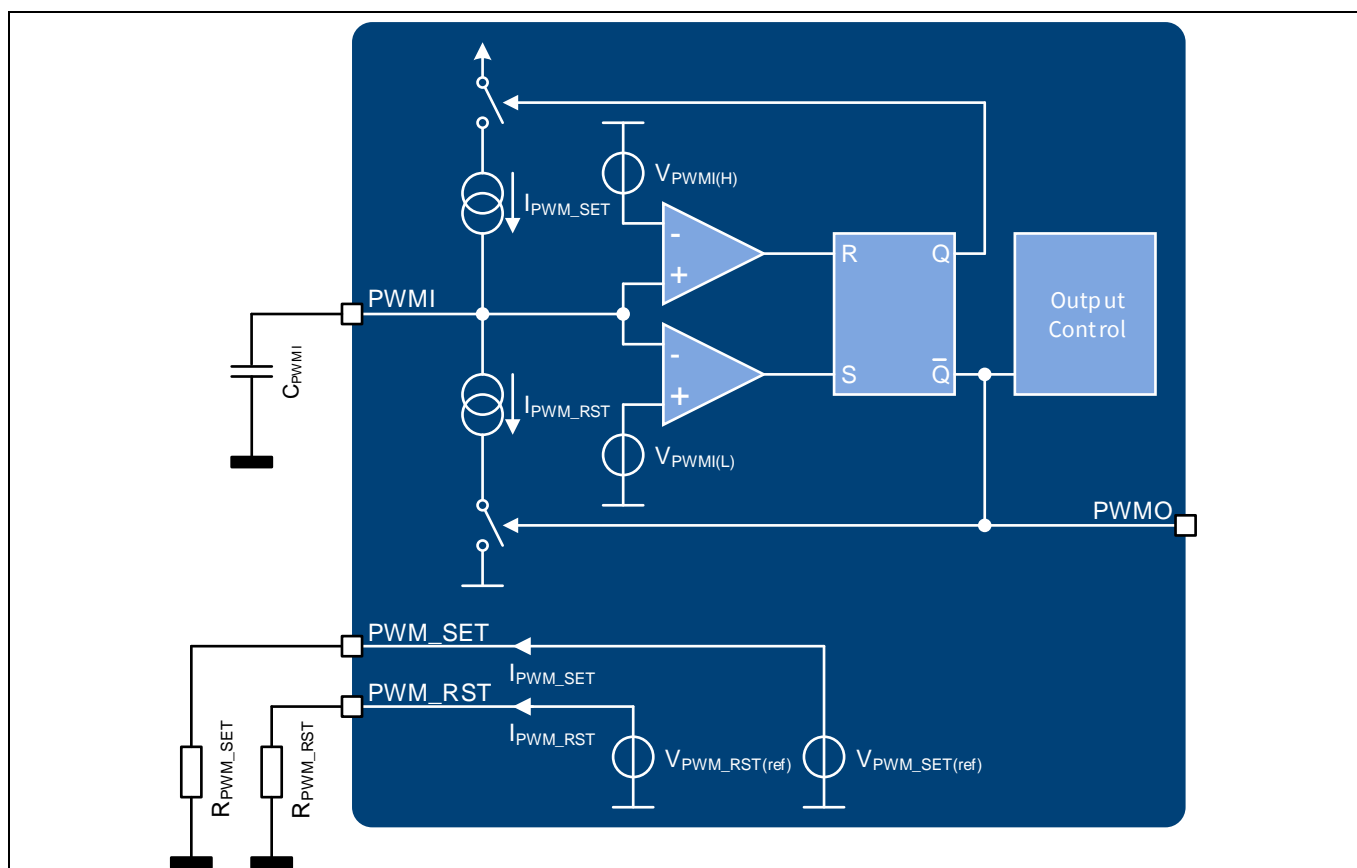 V_PWMI(H)
I_PWM_SET
-
+
R
Q
PWMI
Output
Control
C_PWMI
-
+
S
Q̅
I_PWM_RST
V_PWMI(L)
PWMO
PWM_SET
I_PWM_SET
PWM_RST
I_PWM_RST
R_PWM_SET
R_PWM_RST
V_PWM_RST(ref)
V_PWM_SET(ref)